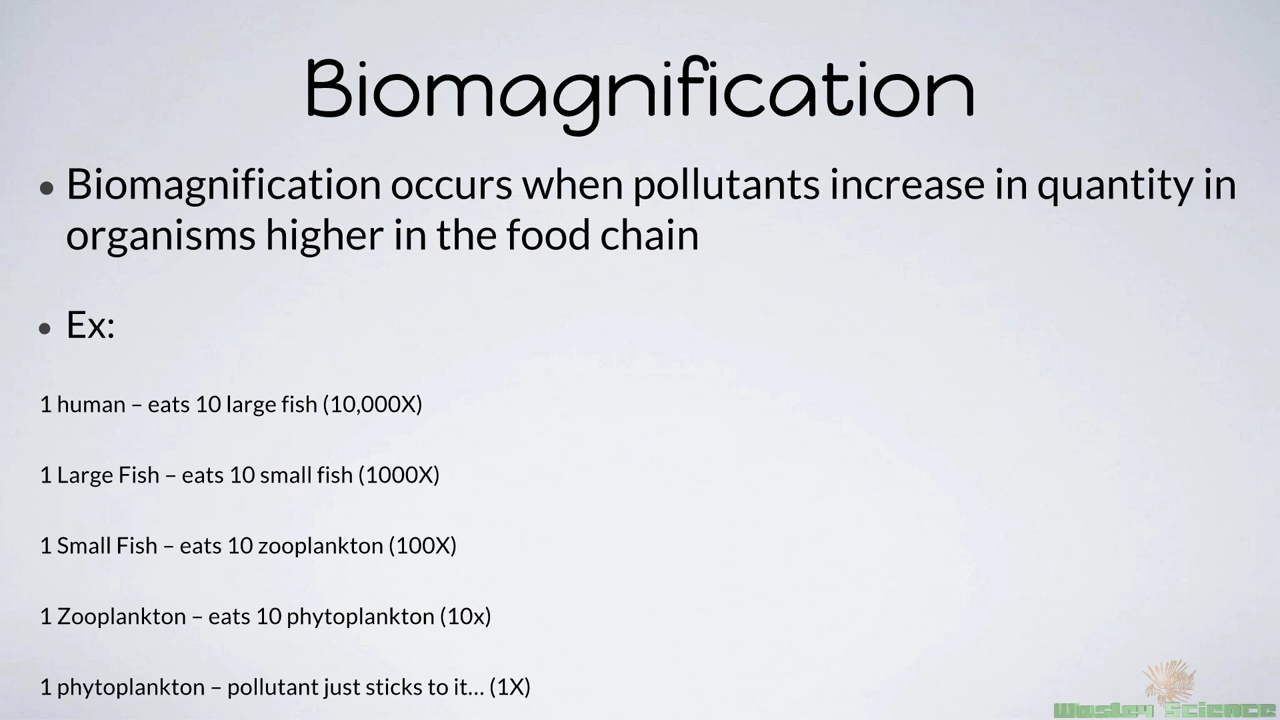 Biomagnification
• Biomagnification occurs when pollutants increase in quantity in
organisms higher in the food chain
• Ex:
1 human – eats 10 large fish (10,000X)
1 Large Fish – eats 10 small fish (1000X)
1 Small Fish – eats 10 zooplankton (100X)
1 Zooplankton – eats 10 phytoplankton (10x)
1 phytoplankton – pollutant just sticks to it... (1X)
Wasley Science